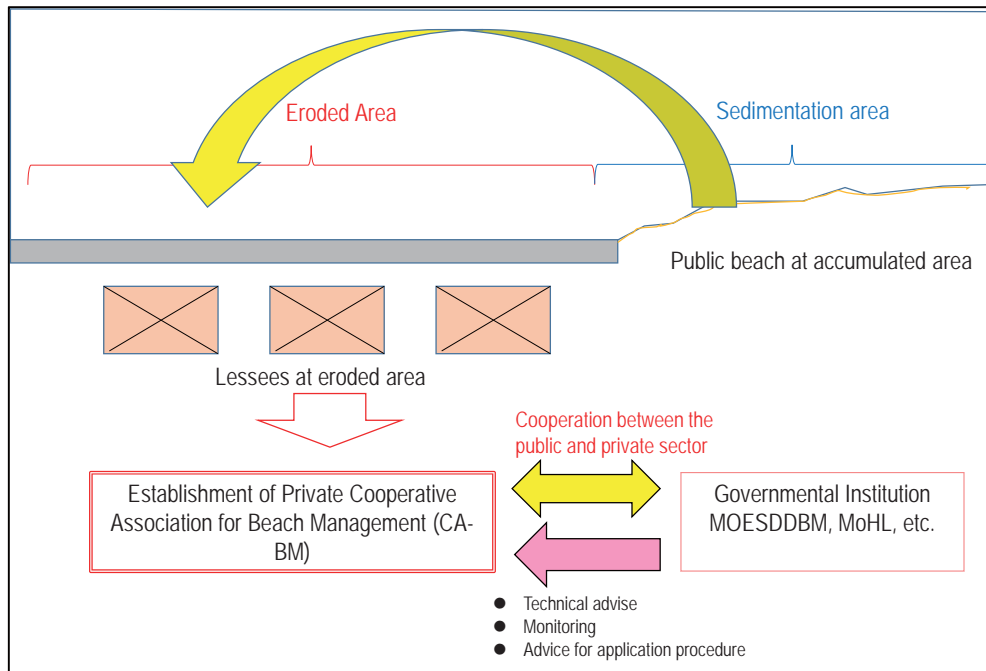 Eroded Area
Sedimentation area
Public beach at accumulated area
Lessees at eroded area
Cooperation between the
public and private sector
Establishment of Private Cooperative
Association for Beach Management (CA-
BM)
Governmental Institution
MOESDDBM, MoHL, etc.
● Technical advise
● Monitoring
● Advice for application procedure